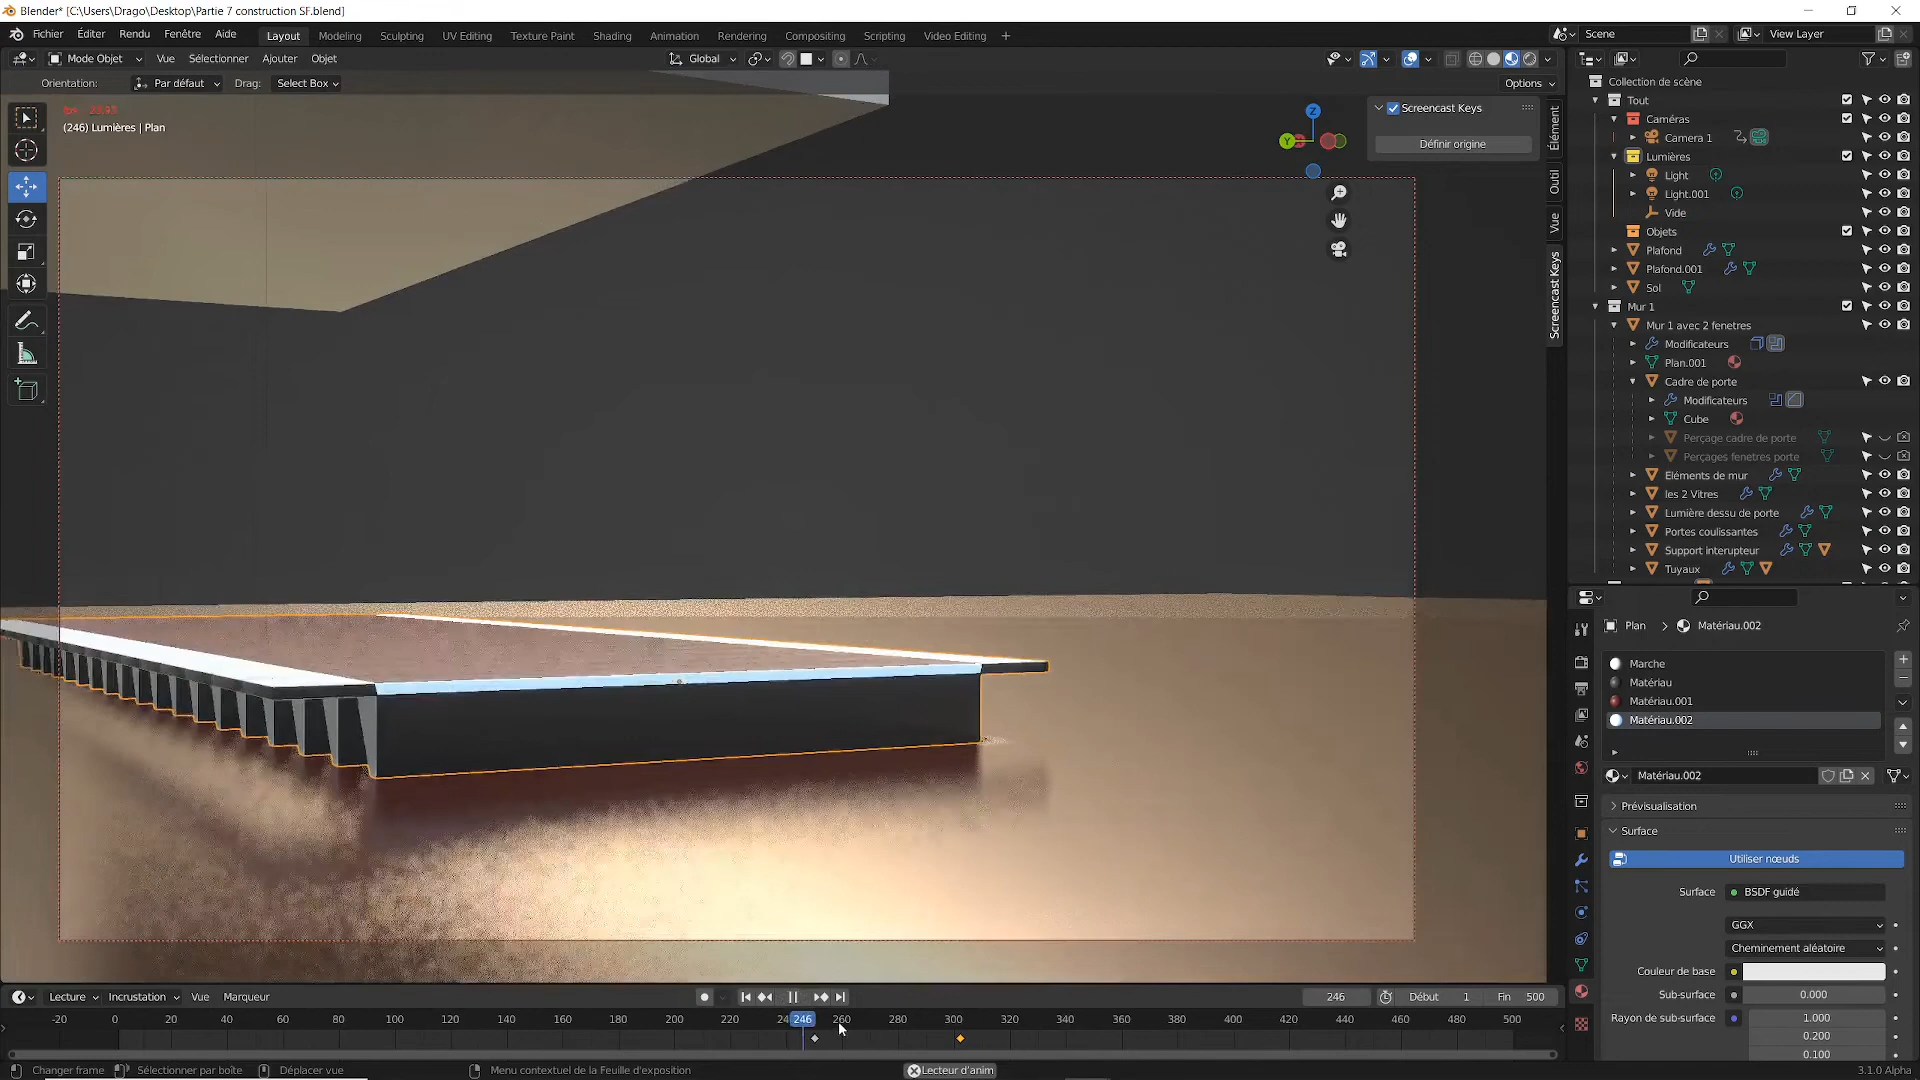 Blender* [C:\Users\Drago\Desktop\Partie 7 construction SF.blend]
Fichier Éditer Rendu Fenêtre Aide Layout Modeling Sculpting UV Editing Texture Paint Shading Animation Rendering Compositing Scripting Video Editing + Scene View Layer
Mode Objet Vue Sélectionner Ajouter Objet Global
Orientation: Par défaut Drag: Select Box Options
fps 23.93
(246) Lumières | Plan
Screencast Keys
Définir origine
Elément
Outil
Vue
Screencast Keys
Z
Y
Collection de scène
Tout
Caméras
Camera 1
Lumières
Light
Light.001
Vide
Objets
Plafond
Plafond.001
Sol
Mur 1
Mur 1 avec 2 fenetres
Modificateurs
Plan.001
Cadre de porte
Modificateurs
Cube
Perçage cadre de porte
Perçages fenetres porte
Eléments de mur
les 2 Vitres
Lumière dessu de porte
Portes coulissantes
Support interupteur
Tuyaux
Plan > Matériau.002
Marche
Matériau
Matériau.001
Matériau.002
Matériau.002
Prévisualisation
Surface
Utiliser nœuds
Surface BSDF guidé
GGX
Cheminement aléatoire
Couleur de base
Sub-surface 0.000
Rayon de sub-surface 1.000
0.200
0.100
Lecture Incrustation Vue Marqueur 246 Début 1 Fin 500
-20 0 20 40 60 80 100 120 140 160 180 200 220 24 246 260 280 300 320 340 360 380 400 420 440 460 480 500
Changer frame Sélectionner par boîte Déplacer vue Menu contextuel de la Feuille d'exposition Lecteur d'anim 3.1.0 Alpha